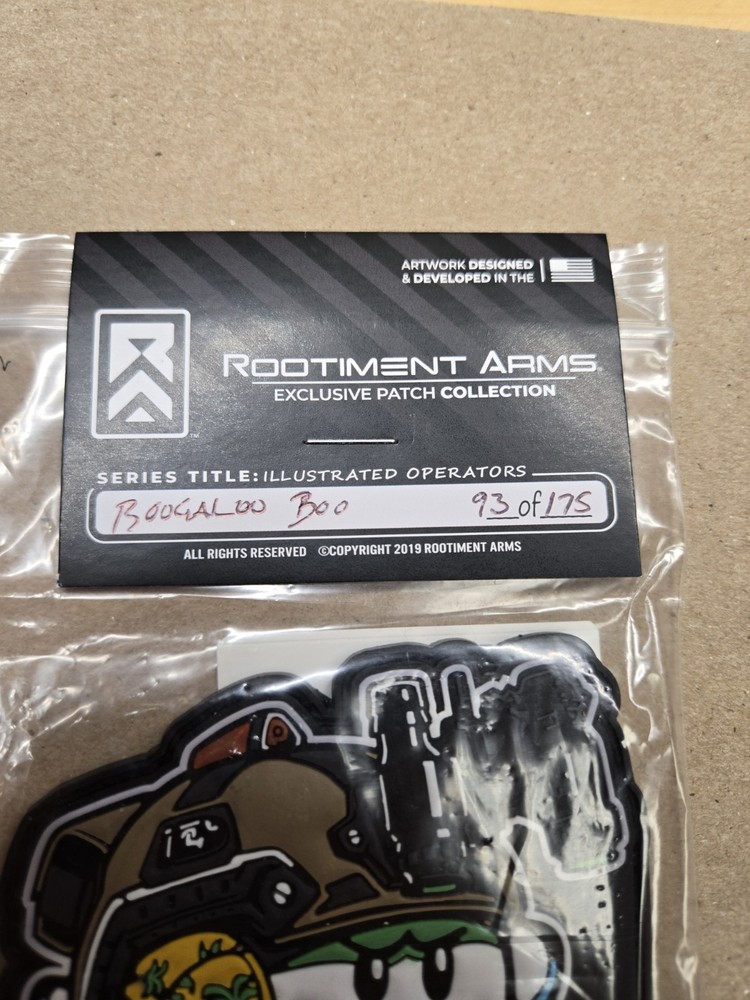 ARTWORK DESIGNED
& DEVELOPED IN THE
ROOTIMENT ARMS
EXCLUSIVE PATCH COLLECTION
TM
SERIES TITLE: ILLUSTRATED OPERATORS
BOOGALOO BOO 93 of 175
ALL RIGHTS RESERVED ©COPYRIGHT 2019 ROOTIMENT ARMS